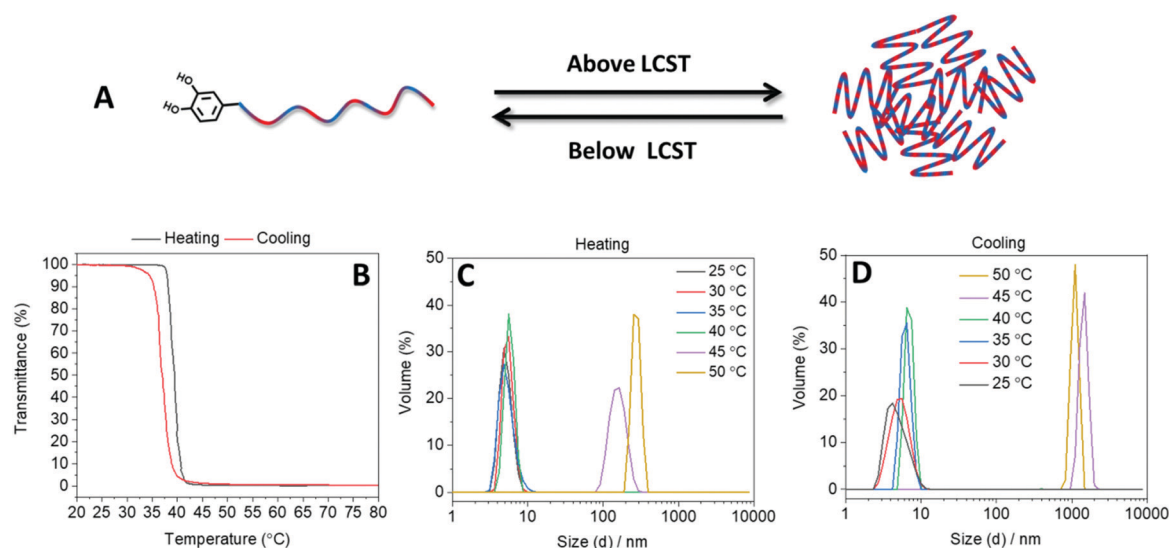 A
HO
HO
Above LCST
Below LCST
Heating Cooling
B
100
90
80
70
60
50
40
30
20
10
0
Transmittance (%)
20 25 30 35 40 45 50 55 60 65 70 75 80
Temperature (°C)
Heating
C
25 °C
30 °C
35 °C
40 °C
45 °C
50 °C
50
40
30
20
10
0
Volume (%)
1 10 100 1000
Size (d) / nm
Cooling
D
50 °C
45 °C
40 °C
35 °C
30 °C
25 °C
50
40
30
20
10
0
Volume (%)
1 10 100 1000 10000
Size (d) / nm